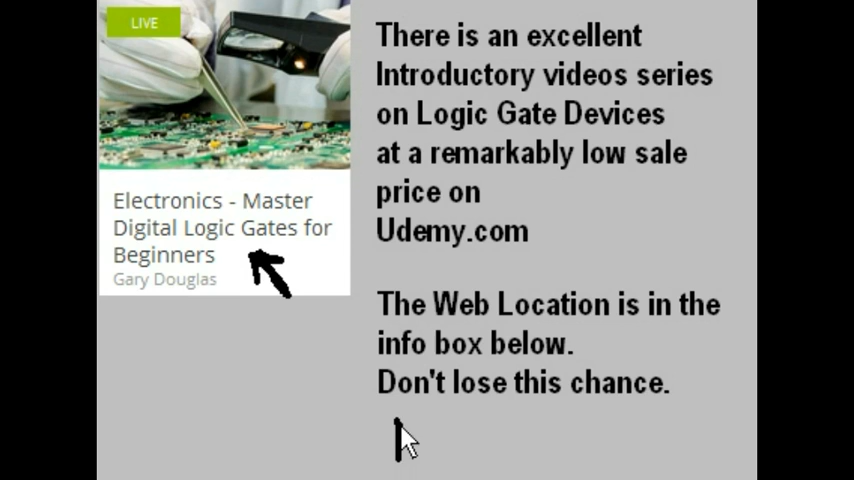 LIVE
Electronics - Master
Digital Logic Gates for
Beginners
Gary Douglas
There is an excellent
Introductory videos series
on Logic Gate Devices
at a remarkably low sale
price on
Udemy.com
The Web Location is in the
info box below.
Don't lose this chance.